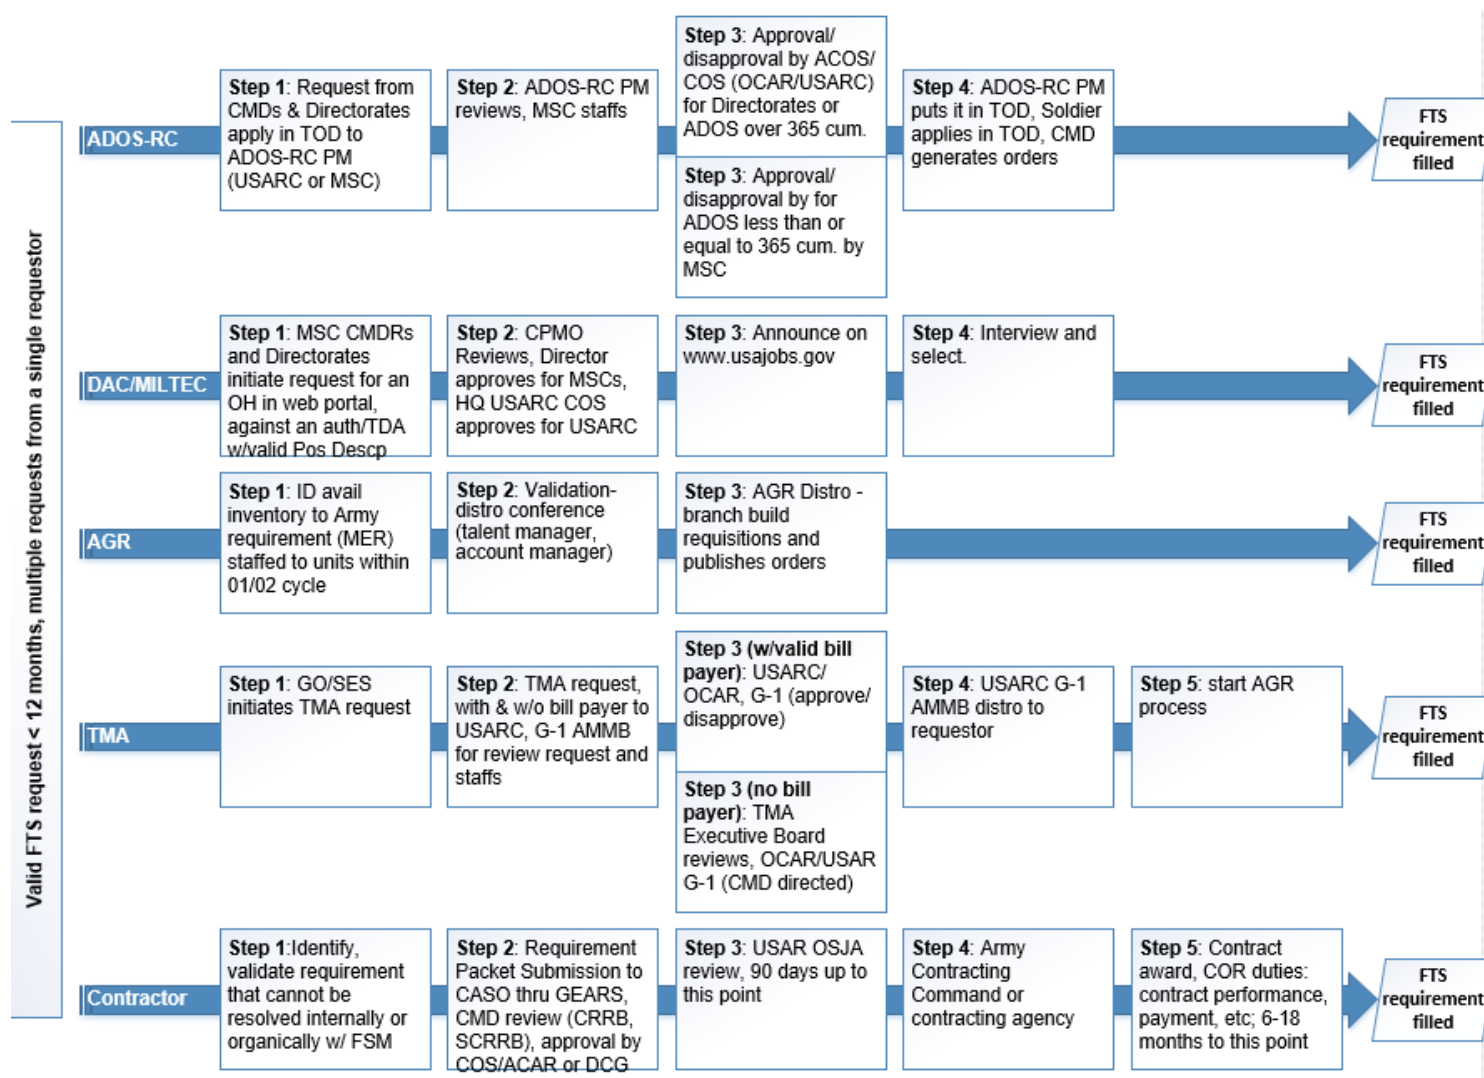 Valid FTS request < 12 months, multiple requests from a single requestor
ADOS-RC
Step 1: Request from
CMDs & Directorates
apply in TOD to
ADOS-RC PM
(USARC or MSC)
Step 2: ADOS-RC PM
reviews, MSC staffs
Step 3: Approval/
disapproval by ACOS/
COS (OCAR/USARC)
for Directorates or
ADOS over 365 cum.
Step 3: Approval/
disapproval by for
ADOS less than or
equal to 365 cum. by
MSC
Step 4: ADOS-RC PM
puts it in TOD, Soldier
applies in TOD, CMD
generates orders
FTS
requirement
filled
DAC/MILTEC
Step 1: MSC CMDRs
and Directorates
initiate request for an
OH in web portal,
against an auth/TDA
w/valid Pos Descp
Step 2: CPMO
Reviews, Director
approves for MSCs,
HQ USARC COS
approves for USARC
Step 3: Announce on
www.usajobs.gov
Step 4: Interview and
select.
FTS
requirement
filled
AGR
Step 1: ID avail
inventory to Army
requirement (MER)
staffed to units within
01/02 cycle
Step 2: Validation-
distro conference
(talent manager,
account manager)
Step 3: AGR Distro -
branch build
requisitions and
publishes orders
FTS
requirement
filled
TMA
Step 1: GO/SES
initiates TMA request
Step 2: TMA request,
with & w/o bill payer to
USARC, G-1 AMMB
for review request and
staffs
Step 3 (w/valid bill
payer): USARC/
OCAR, G-1 (approve/
disapprove)
Step 3 (no bill
payer): TMA
Executive Board
reviews, OCAR/USAR
G-1 (CMD directed)
Step 4: USARC G-1
AMMB distro to
requestor
Step 5: start AGR
process
FTS
requirement
filled
Contractor
Step 1:Identify,
validate requirement
that cannot be
resolved internally or
organically w/ FSM
Step 2: Requirement
Packet Submission to
CASO thru GEARS,
CMD review (CRRB,
SCRRB), approval by
COS/ACAR or DCG
Step 3: USAR OSJA
review, 90 days up to
this point
Step 4: Army
Contracting
Command or
contracting agency
Step 5: Contract
award, COR duties:
contract performance,
payment, etc; 6-18
months to this point
FTS
requirement
filled